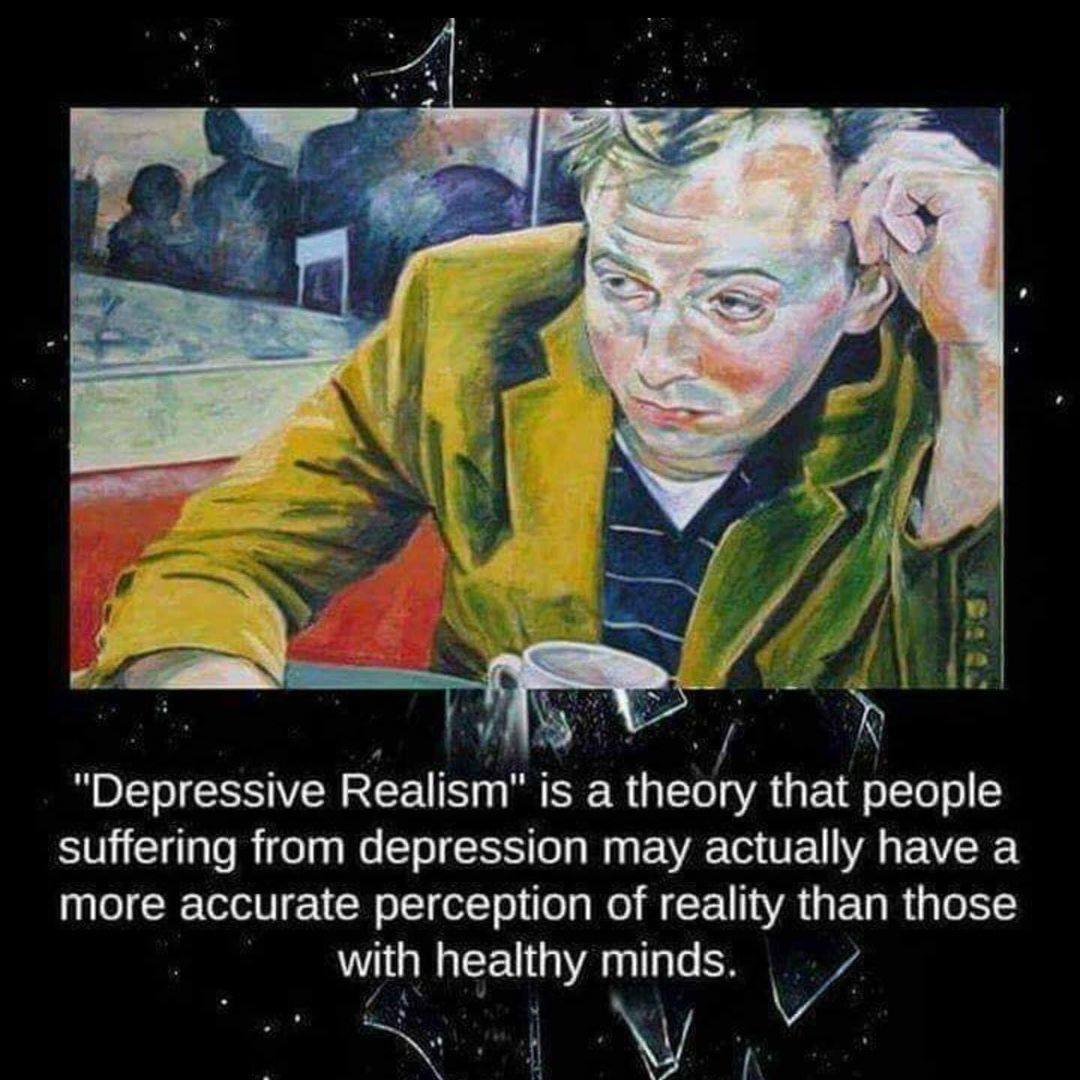 "Depressive Realism" is a theory that people
suffering from depression may actually have a
more accurate perception of reality than those
with healthy minds.